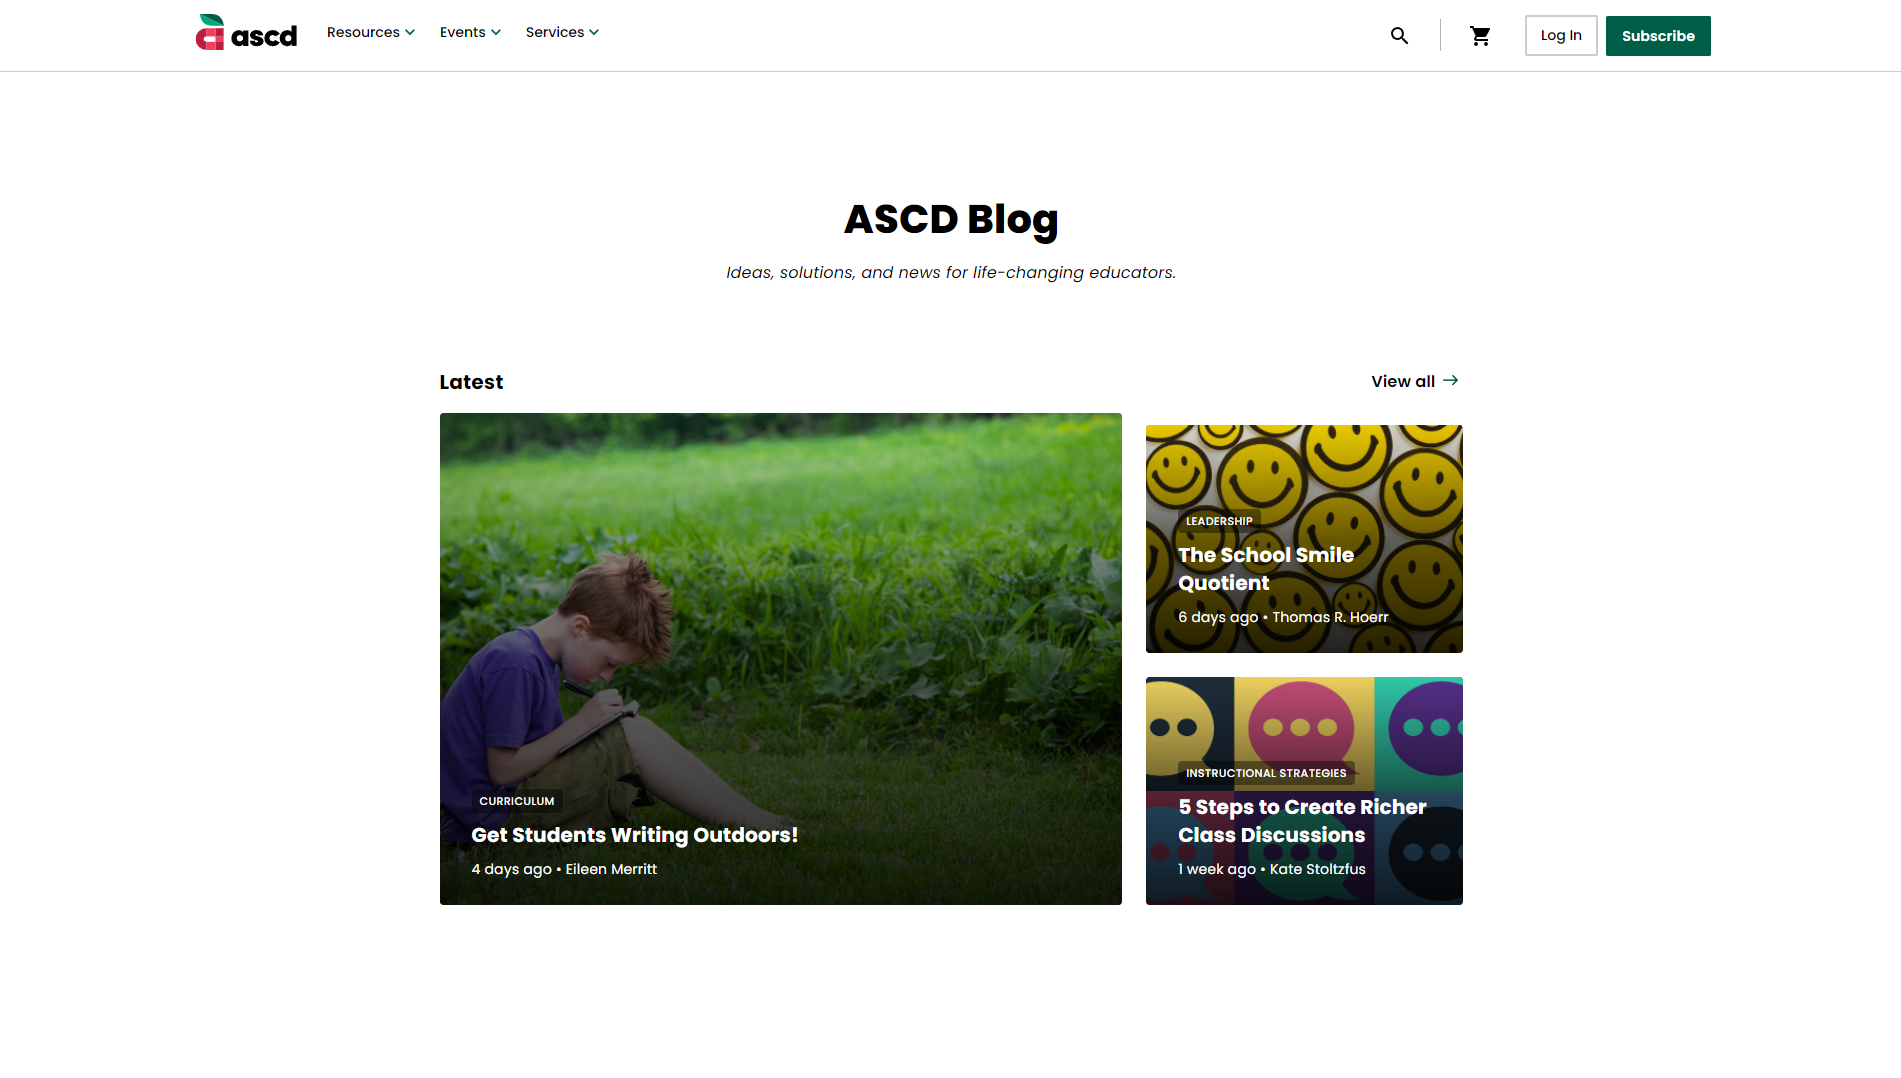 ascd
Resources
Events
Services
Log In
Subscribe
ASCD Blog
Ideas, solutions, and news for life-changing educators.
Latest
View all
CURRICULUM
Get Students Writing Outdoors!
4 days ago • Eileen Merritt
LEADERSHIP
The School Smile
Quotient
6 days ago • Thomas R. Hoerr
INSTRUCTIONAL STRATEGIES
5 Steps to Create Richer
Class Discussions
1 week ago • Kate Stoltzfus